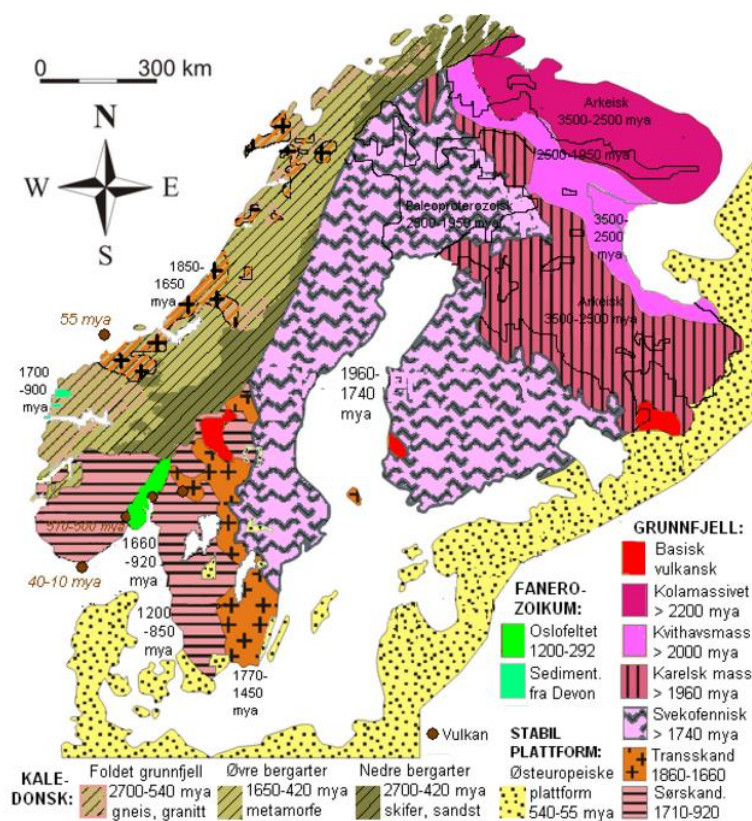 0 300 km
N
W E
S
Arkeisk
3500-2500 mya
2500-1950 mya
3500-
2500
mya
Paleoproterozoisk
2500-1950 mya
Arkeisk
3500-2500 mya
1850-
1650
mya
55 mya
1700
-900
mya
1960-
1740
mya
570-500 mya
40-10 mya
1660
-920
mya
1200
-850
mya
1770-
1450
mya
Vulkan
GRUNNFJELL:
Basisk
vulkansk
Kolamassivet
> 2200 mya
Kvithavsmass
> 2000 mya
Karelsk mass
> 1960 mya
Svekofennisk
> 1740 mya
Transskand
1860-1660
Sørskand.
1710-920
FANERO-
ZOIKUM:
Oslofeltet
1200-292
Sediment.
fra Devon
STABIL
PLATTFORM:
Østeuropeiske
plattform
540-55
mya
KALE-
DONSK:
Foldet grunnfjell
2700-540 mya
gneis, granitt
Øvre bergarter
1650-420 mya
metamorfe
Nedre bergarter
2700-420 mya
skifer, sandst